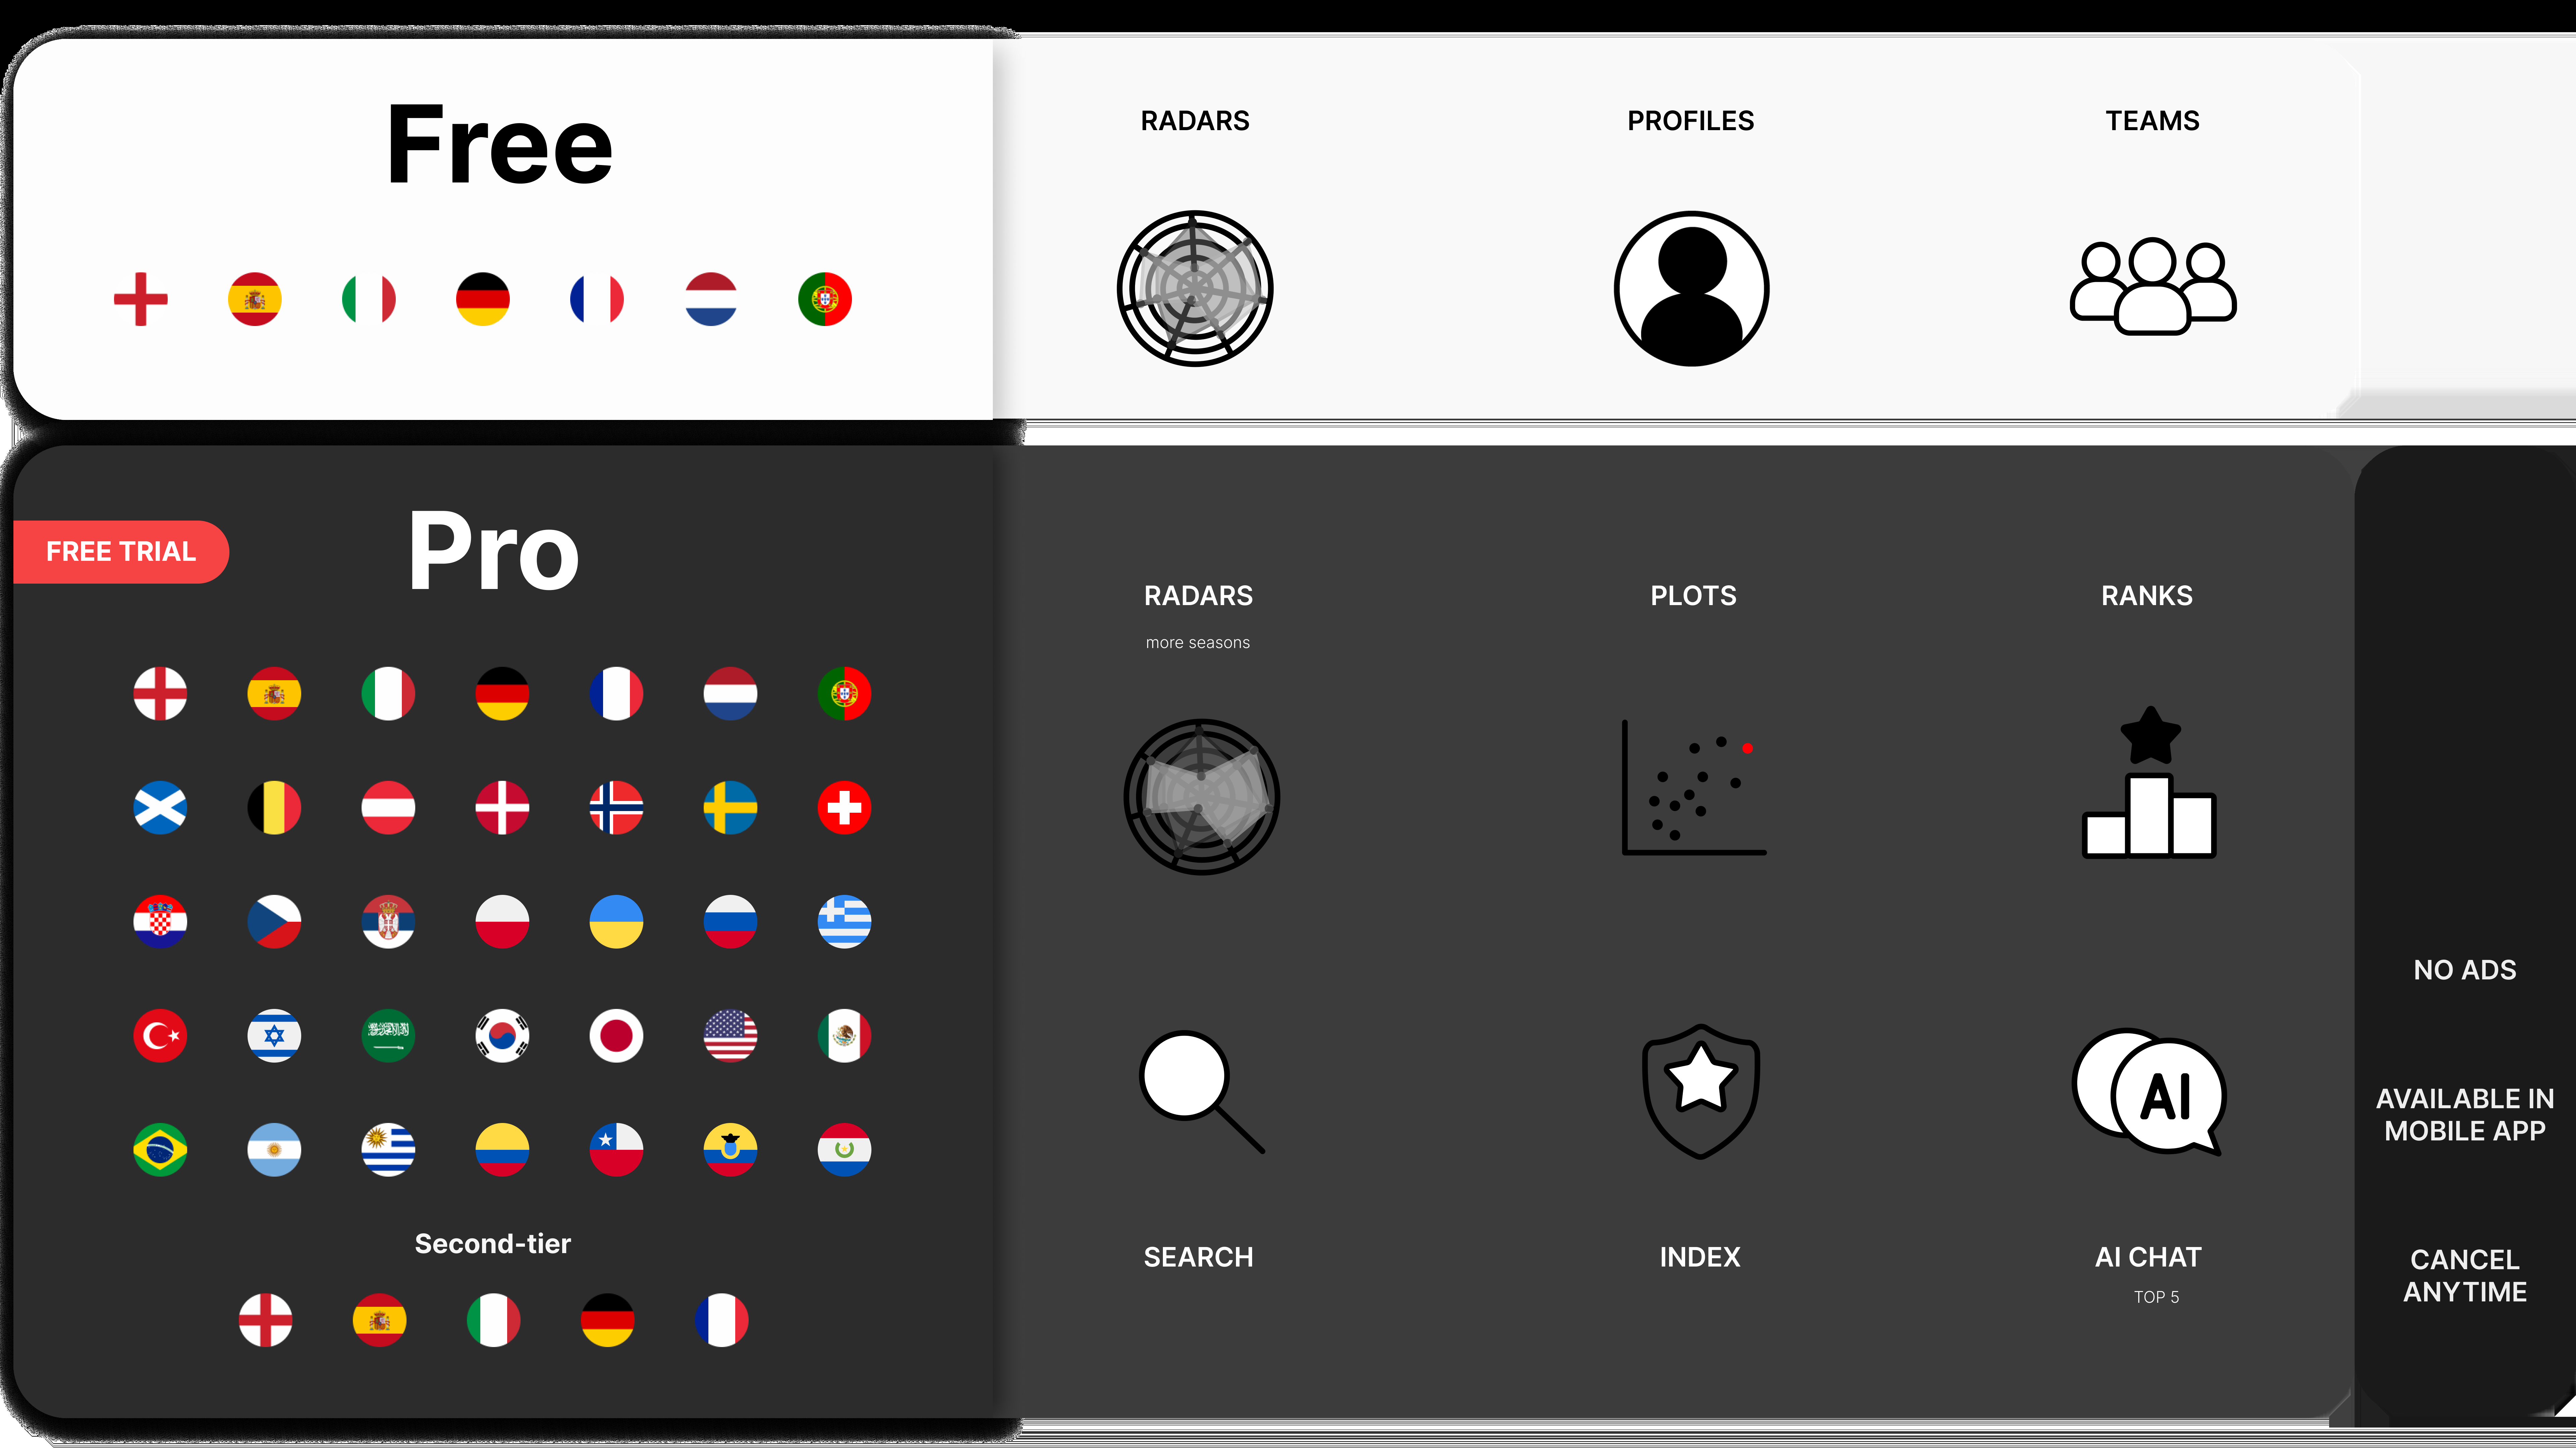 Free
RADARS
PROFILES
TEAMS
FREE TRIAL
Pro
RADARS
more seasons
PLOTS
RANKS
Second-tier
SEARCH
INDEX
AI
AI CHAT
TOP 5
NO ADS
AVAILABLE IN
MOBILE APP
CANCEL
ANYTIME